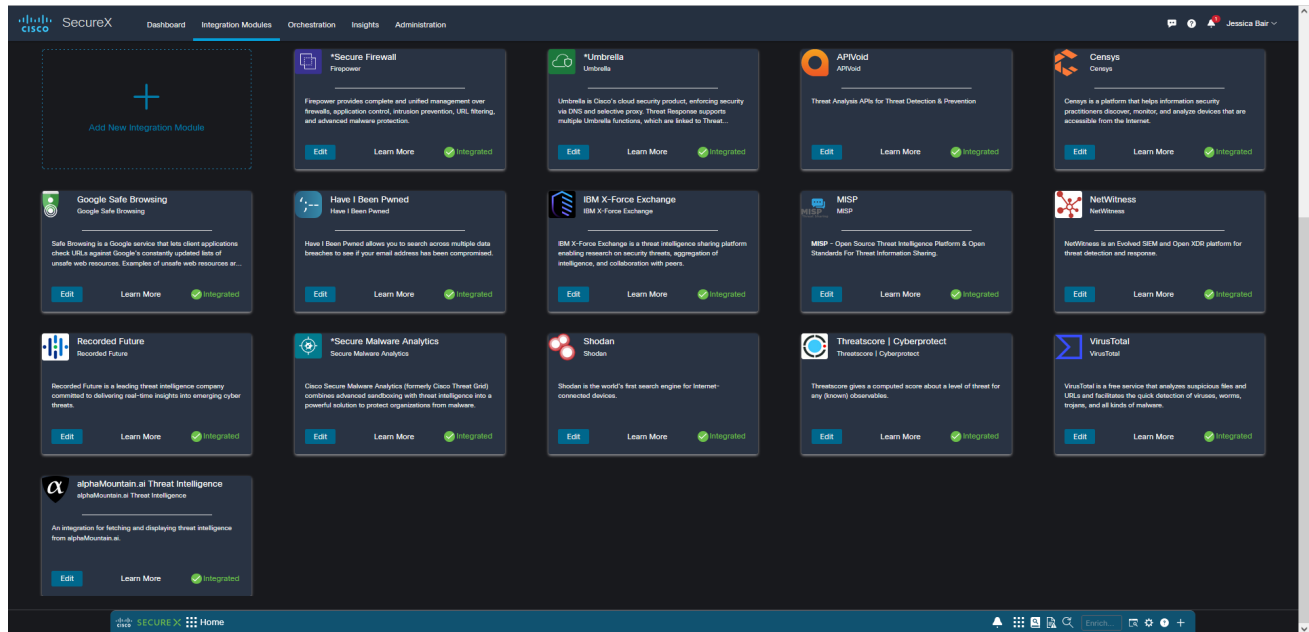 CISCO SecureX Dashboard Integration Modules Orchestration Insights Administration 1 Jessica Bair
Add New Integration Module
*Secure Firewall
Firepower
Firepower provides complete and unified management over
firewalls, application control, intrusion prevention, URL filtering,
and advanced malware protection.
Edit Learn More Integrated
*Umbrella
Umbrella
Umbrella is Cisco's cloud security product, enforcing security
via DNS and selective proxy. Threat Response supports
multiple Umbrella functions, which are linked to Threat...
Edit Learn More Integrated
APIVoid
APIVoid
Threat Analysis APIs for Threat Detection & Prevention
Edit Learn More Integrated
Censys
Censys
Censys is a platform that helps information security
practitioners discover, monitor, and analyze devices that are
accessible from the Internet.
Edit Learn More Integrated
Google Safe Browsing
Google Safe Browsing
Safe Browsing is a Google service that lets client applications
check URLs against Google's constantly updated lists of
unsafe web resources. Examples of unsafe web resources ar...
Edit Learn More Integrated
';--
Have I Been Pwned
Have I Been Pwned
Have I Been Pwned allows you to search across multiple data
breaches to see if your email address has been compromised.
Edit Learn More Integrated
IBM X-Force Exchange
IBM X-Force Exchange
IBM X-Force Exchange is a threat intelligence sharing platform
enabling research on security threats, aggregation of
intelligence, and collaboration with peers.
Edit Learn More Integrated
MISP
MISP
MISP
MISP - Open Source Threat Intelligence Platform & Open
Standards For Threat Information Sharing.
Edit Learn More Integrated
NetWitness
NetWitness
NetWitness is an Evolved SIEM and Open XDR platform for
threat detection and response.
Edit Learn More Integrated
Recorded Future
Recorded Future
Recorded Future is a leading threat intelligence company
committed to delivering real-time insights into emerging cyber
threats.
Edit Learn More Integrated
*Secure Malware Analytics
Secure Malware Analytics
Cisco Secure Malware Analytics (formerly Cisco Threat Grid)
combines advanced sandboxing with threat intelligence into a
powerful solution to protect organizations from malware.
Edit Learn More Integrated
Shodan
Shodan
Shodan is the world's first search engine for Internet-
connected devices.
Edit Learn More Integrated
Threatscore | Cyberprotect
Threatscore | Cyberprotect
Threatscore gives a computed score about a level of threat for
any (known) observables.
Edit Learn More Integrated
VirusTotal
VirusTotal
VirusTotal is a free service that analyzes suspicious files and
URLs and facilitates the quick detection of viruses, worms,
trojans, and all kinds of malware.
Edit Learn More Integrated
α
alphaMountain.ai Threat Intelligence
alphaMountain.ai Threat Intelligence
An integration for fetching and displaying threat intelligence
from alphaMountain.ai.
Edit Learn More Integrated
CISCO SECUREX Home Enrich...